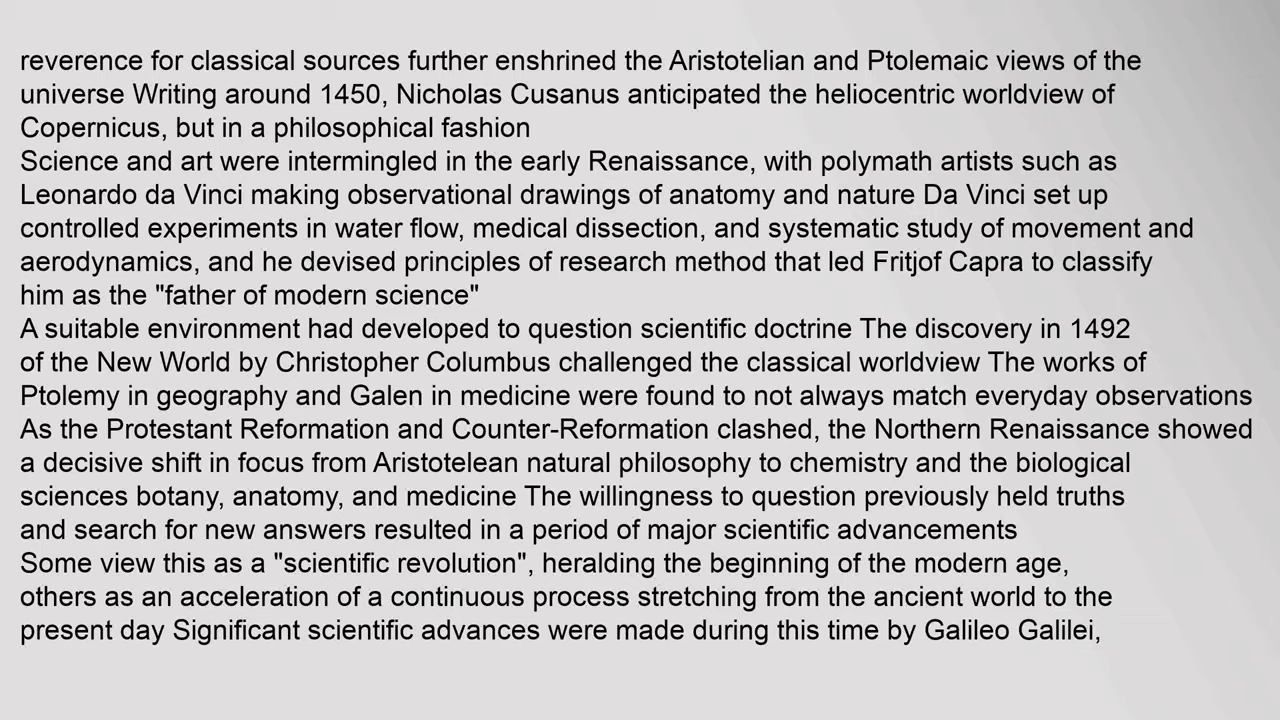 reverence for classical sources further enshrined the Aristotelian and Ptolemaic views of the
universe Writing around 1450, Nicholas Cusanus anticipated the heliocentric worldview of
Copernicus, but in a philosophical fashion
Science and art were intermingled in the early Renaissance, with polymath artists such as
Leonardo da Vinci making observational drawings of anatomy and nature Da Vinci set up
controlled experiments in water flow, medical dissection, and systematic study of movement and
aerodynamics, and he devised principles of research method that led Fritjof Capra to classify
him as the "father of modern science"
A suitable environment had developed to question scientific doctrine The discovery in 1492
of the New World by Christopher Columbus challenged the classical worldview The works of
Ptolemy in geography and Galen in medicine were found to not always match everyday observations
As the Protestant Reformation and Counter-Reformation clashed, the Northern Renaissance showed
a decisive shift in focus from Aristotelean natural philosophy to chemistry and the biological
sciences botany, anatomy, and medicine The willingness to question previously held truths
and search for new answers resulted in a period of major scientific advancements
Some view this as a "scientific revolution", heralding the beginning of the modern age,
others as an acceleration of a continuous process stretching from the ancient world to the
present day Significant scientific advances were made during this time by Galileo Galilei,